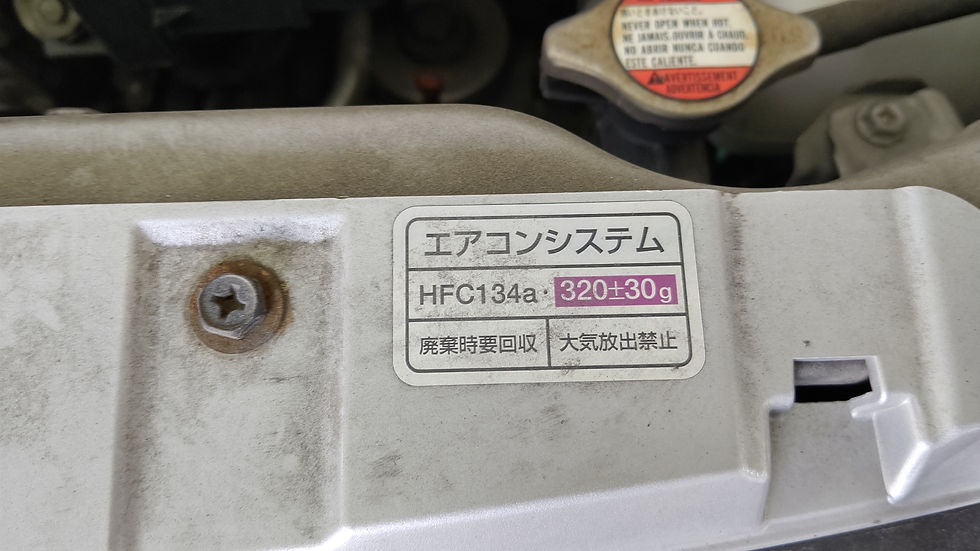 NEVER OPEN WHEN HOT.
NE JAMAIS OUVRIR A CHAUD.
NO ABRIR NUNCA CUANDO
ESTE CALIENTE.
AVERTISSEMENT
ADVERTENCIA
エアコンシステム
HFC134a・320±30g
廃棄時要回収
大気放出禁止